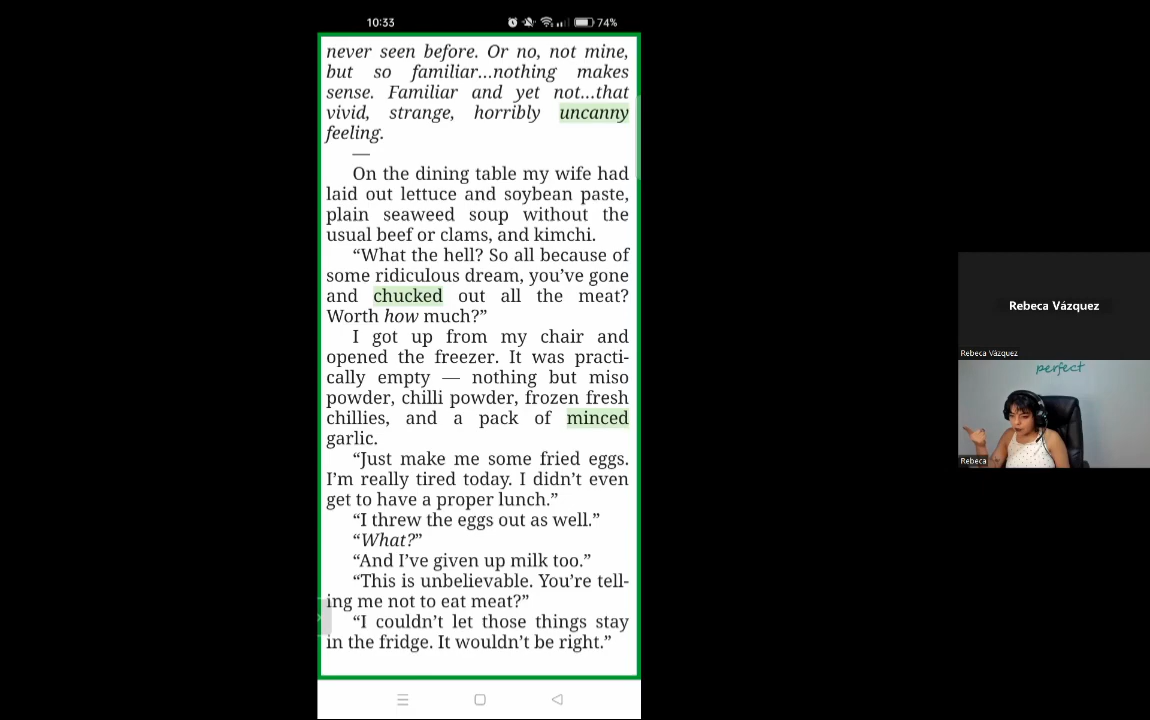 10:33
74%
never seen before. Or no, not mine,
but so familiar...nothing makes
sense. Familiar and yet not...that
vivid, strange, horribly uncanny
feeling.
—
On the dining table my wife had
laid out lettuce and soybean paste,
plain seaweed soup without the
usual beef or clams, and kimchi.
“What the hell? So all because of
some ridiculous dream, you’ve gone
and chucked out all the meat?
Worth how much?”
I got up from my chair and
opened the freezer. It was practi-
cally empty — nothing but miso
powder, chilli powder, frozen fresh
chillies, and a pack of minced
garlic.
“Just make me some fried eggs.
I’m really tired today. I didn’t even
get to have a proper lunch.”
“I threw the eggs out as well.”
“What?”
“And I’ve given up milk too.”
“This is unbelievable. You’re tell-
ing me not to eat meat?”
“I couldn’t let those things stay
in the fridge. It wouldn’t be right.”
Rebeca Vázquez
Rebeca Vázquez
perfect
Rebeca